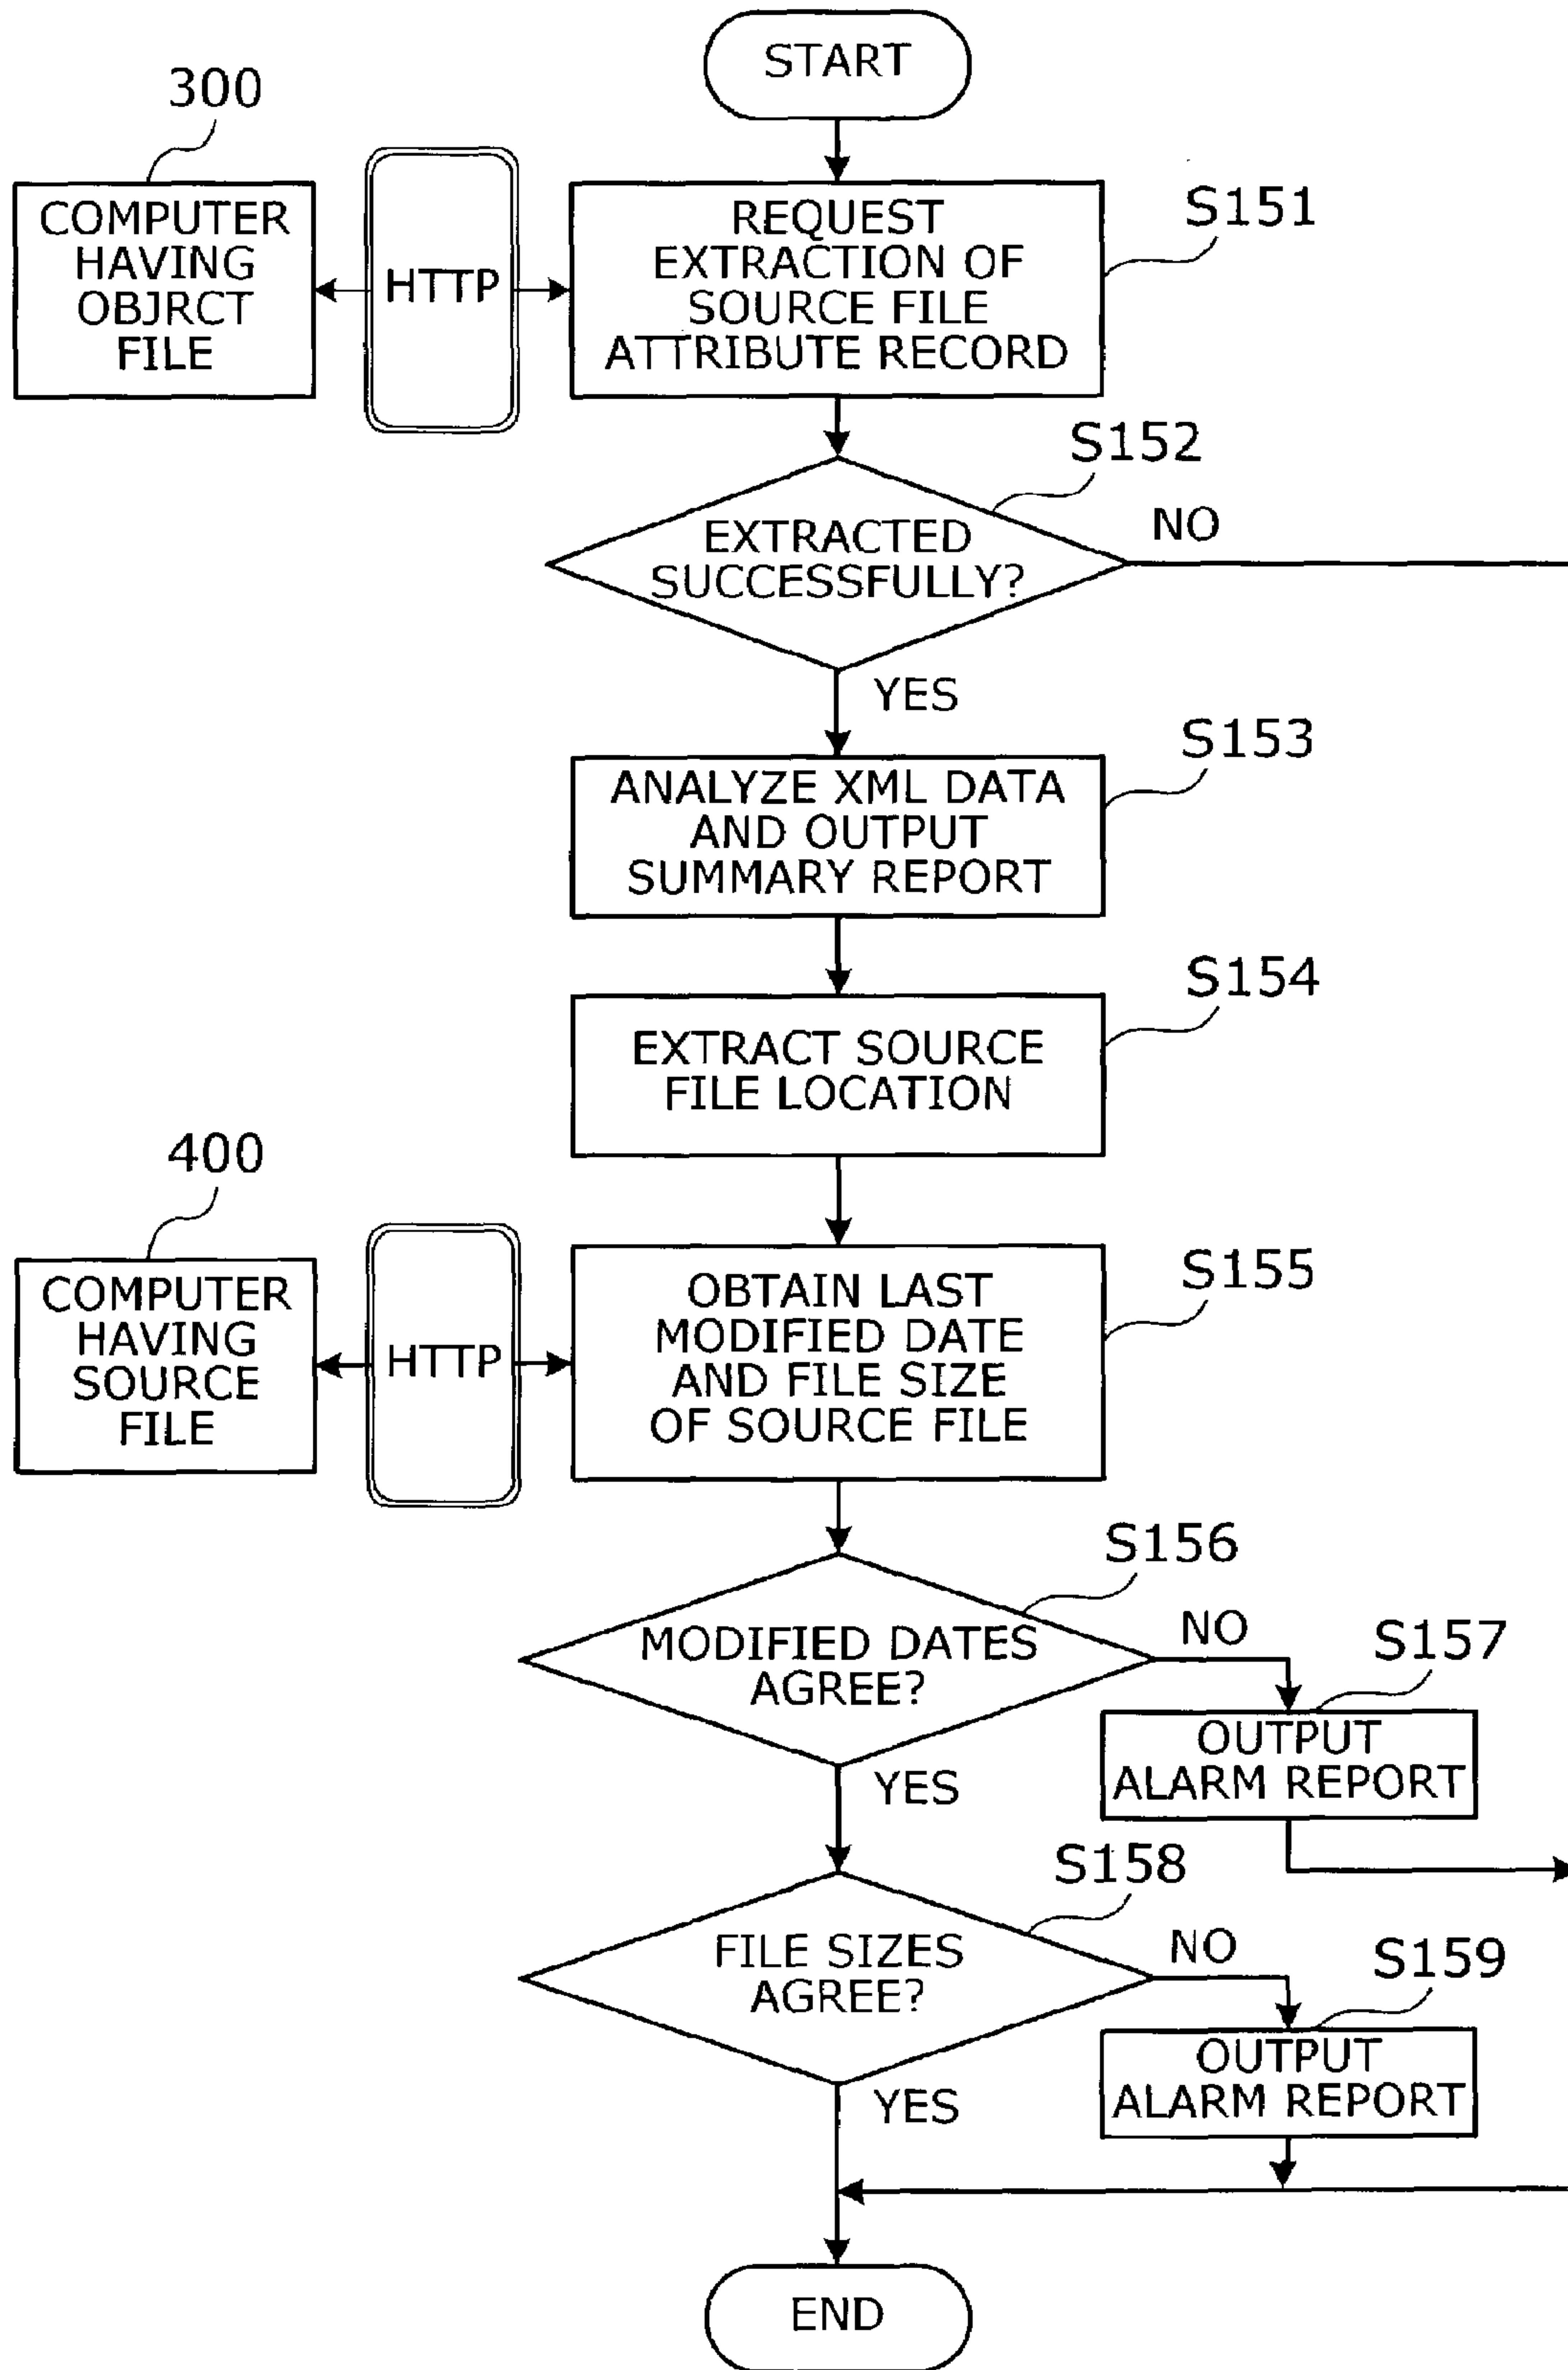 START
300
COMPUTER
HAVING
OBJRCT
FILE
HTTP
REQUEST
EXTRACTION OF
SOURCE FILE
ATTRIBUTE RECORD
S151
S152
EXTRACTED
SUCCESSFULLY?
NO
YES
S153
ANALYZE XML DATA
AND OUTPUT
SUMMARY REPORT
S154
EXTRACT SOURCE
FILE LOCATION
400
COMPUTER
HAVING
SOURCE
FILE
HTTP
OBTAIN LAST
MODIFIED DATE
AND FILE SIZE
OF SOURCE FILE
S155
S156
MODIFIED DATES
AGREE?
NO
S157
OUTPUT
ALARM REPORT
YES
S158
FILE SIZES
AGREE?
NO
S159
OUTPUT
ALARM REPORT
YES
END